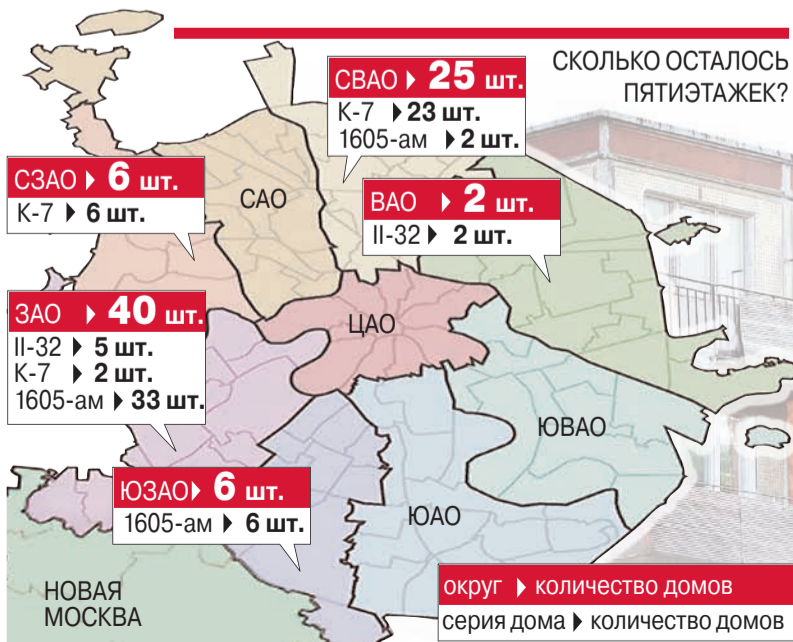 СКОЛЬКО ОСТАЛОСЬ
ПЯТИЭТАЖЕК?
СВАО ▶ 25 шт.
К-7 ▶ 23 шт.
1605-ам ▶ 2 шт.
СЗАО ▶ 6 шт.
К-7 ▶ 6 шт.
САО
ВАО ▶ 2 шт.
II-32 ▶ 2 шт.
ЗАО ▶ 40 шт.
II-32 ▶ 5 шт.
К-7 ▶ 2 шт.
1605-ам ▶ 33 шт.
ЦАО
ЮВАО
ЮЗАО ▶ 6 шт.
1605-ам ▶ 6 шт.
ЮАО
НОВАЯ
МОСКВА
округ ▶ количество домов
серия дома ▶ количество домов